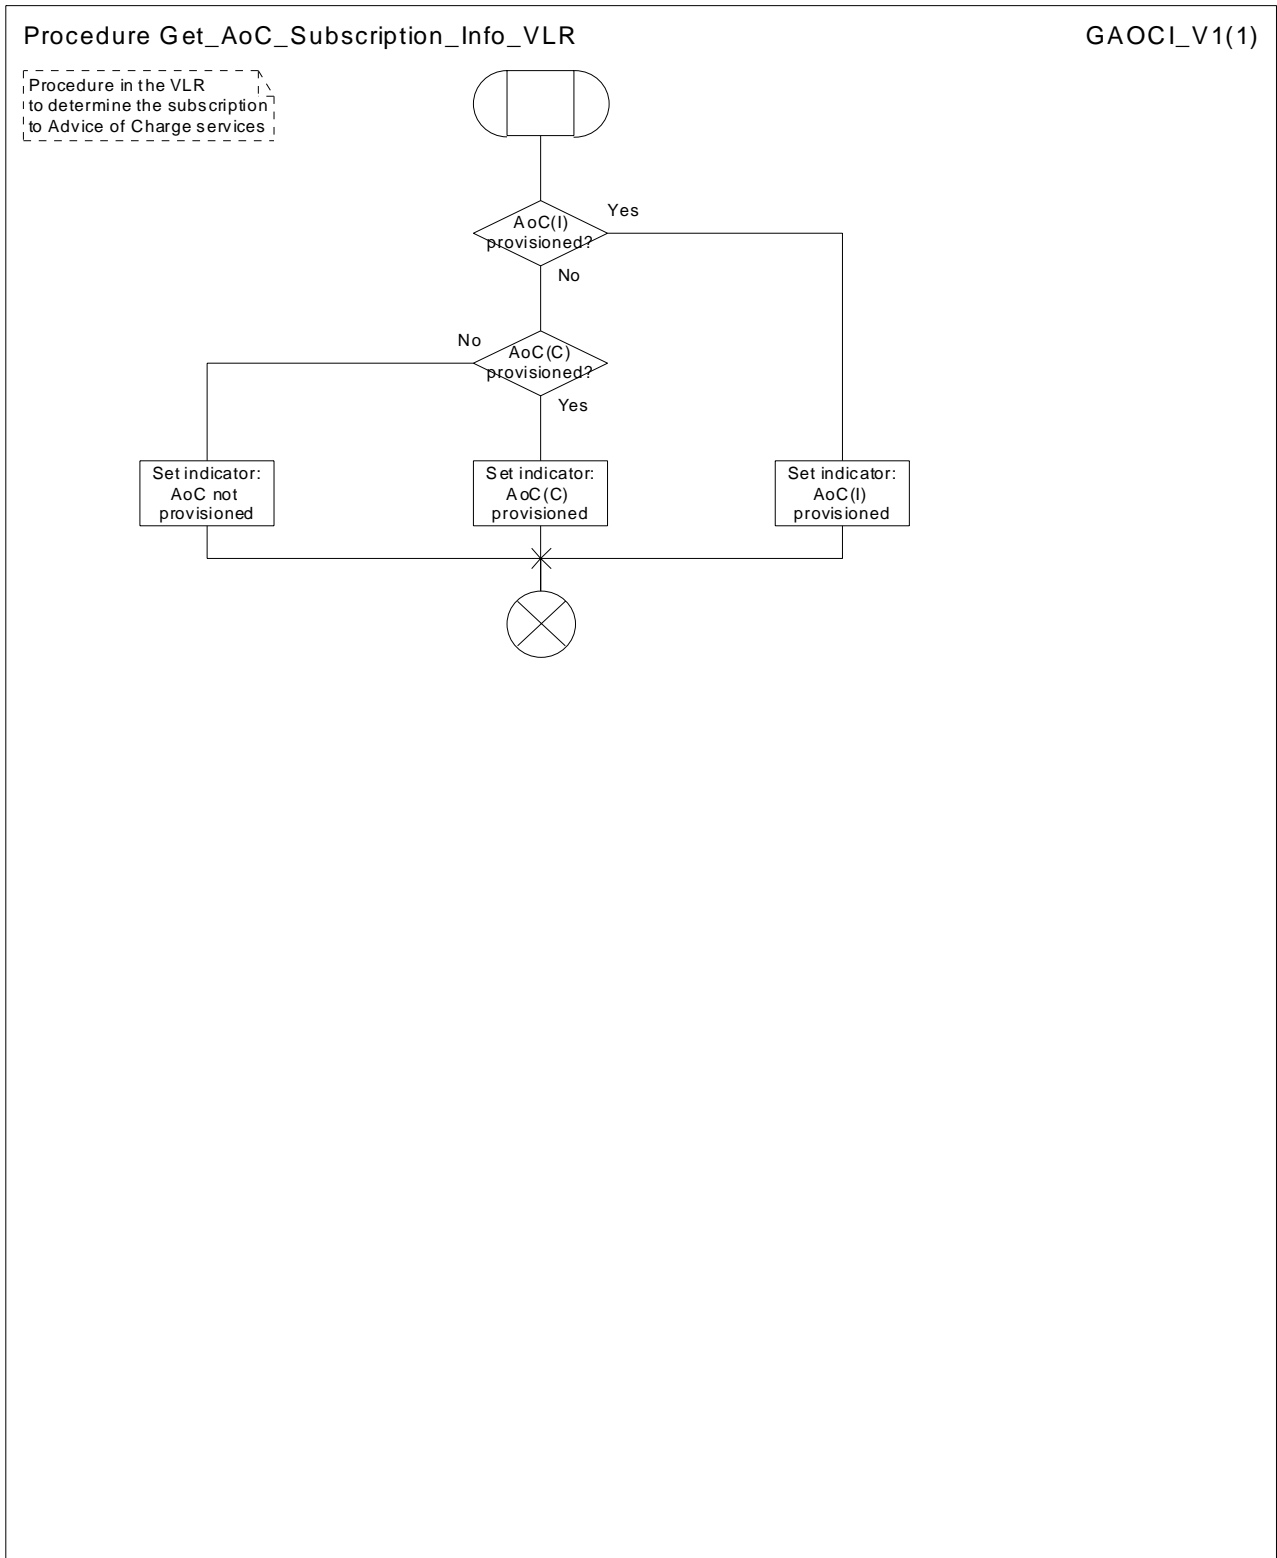 Procedure Get_AoC_Subscription_Info_VLR
GAOCI_V1(1)
Procedure in the VLR
to determine the subscription
to Advice of Charge services
AoC(I)
provisioned?
Yes
No
AoC(C)
provisioned?
No
Yes
Set indicator:
AoC not
provisioned
Set indicator:
AoC(C)
provisioned
Set indicator:
AoC(I)
provisioned